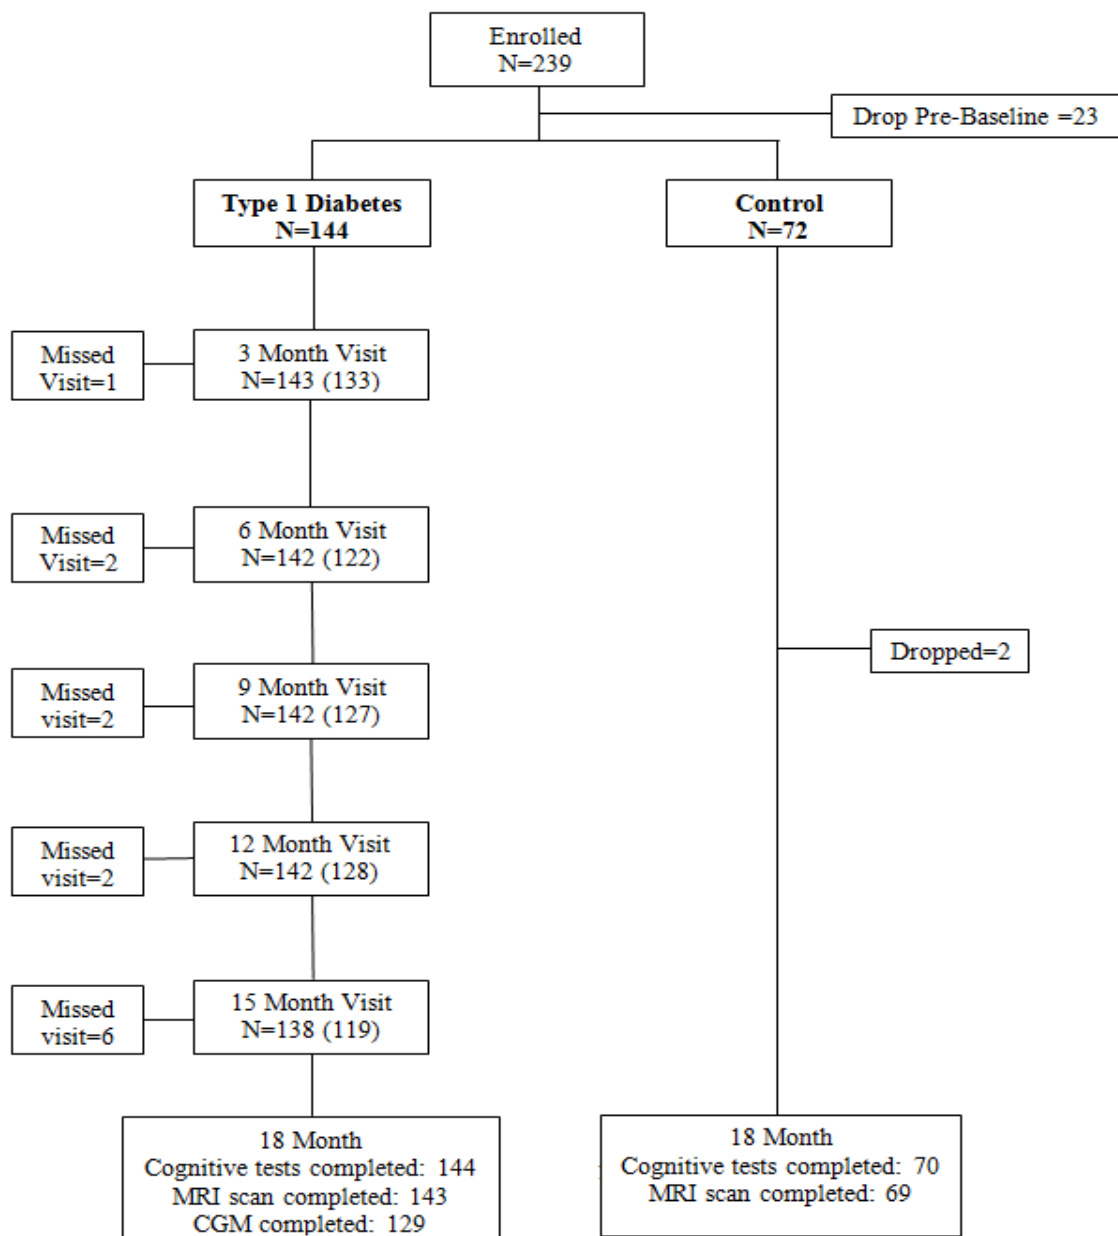 Enrolled
N=239
Drop Pre-Baseline =23
Type 1 Diabetes
N=144
Control
N=72
Missed
Visit=1
3 Month Visit
N=143 (133)
Missed
Visit=2
6 Month Visit
N=142 (122)
Dropped=2
Missed
visit=2
9 Month Visit
N=142 (127)
Missed
visit=2
12 Month Visit
N=142 (128)
Missed
visit=6
15 Month Visit
N=138 (119)
18 Month
Cognitive tests completed: 144
MRI scan completed: 143
CGM completed: 129
18 Month
Cognitive tests completed: 70
MRI scan completed: 69